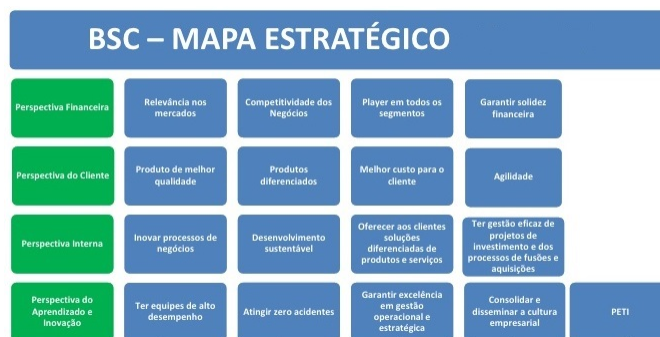 BSC – MAPA ESTRATÉGICO
Perspectiva Financeira
Relevância nos
mercados
Competitividade dos
Negócios
Player em todos os
segmentos
Garantir solidez
financeira
Perspectiva do Cliente
Produto de melhor
qualidade
Produtos
diferenciados
Melhor custo para o
cliente
Agilidade
Perspectiva Interna
Inovar processos de
negócios
Desenvolvimento
sustentável
Oferecer aos clientes
soluções
diferenciadas de
produtos e serviços
Ter gestão eficaz de
projetos de
investimento e dos
processos de fusões e
aquisições
Perspectiva do
Aprendizado e
Inovação
Ter equipes de alto
desempenho
Atingir zero acidentes
Garantir excelência
em gestão
operacional e
estratégica
Consolidar e
disseminar a cultura
empresarial
PETI